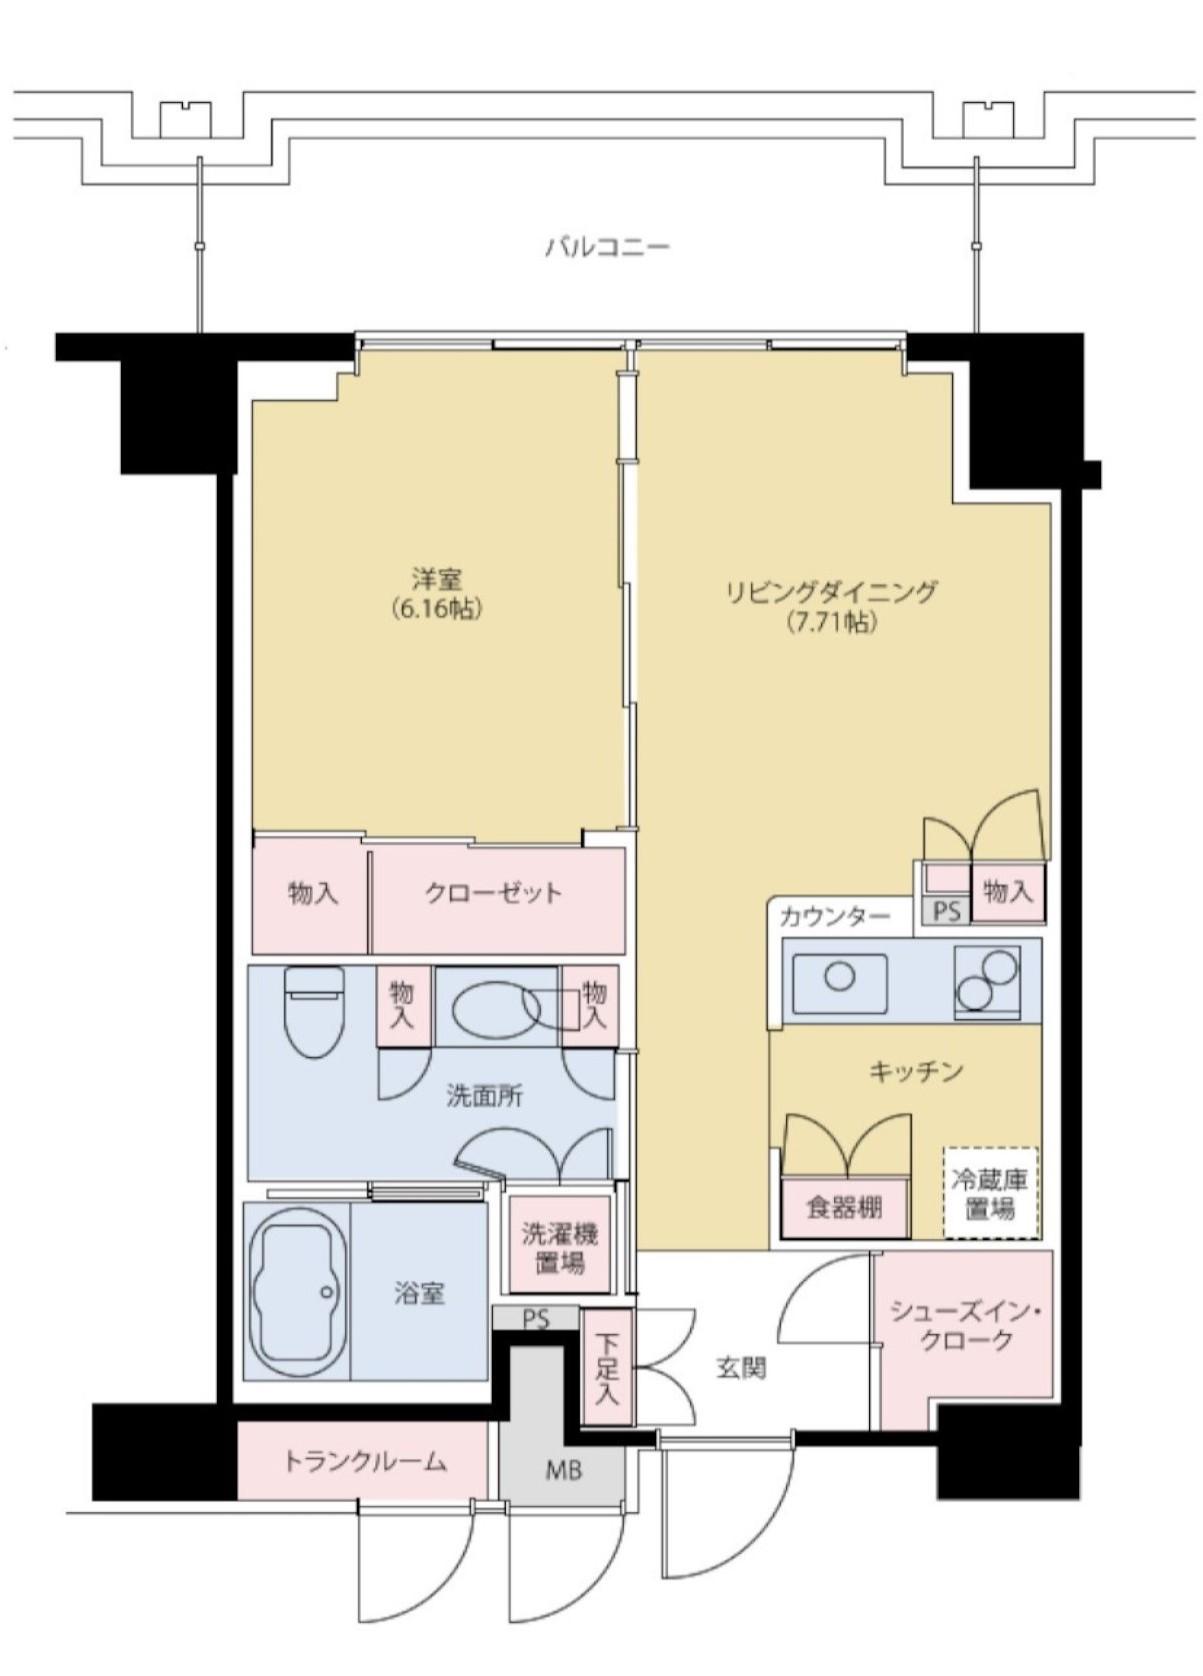 バルコニー
洋室
(6.16帖)
リビングダイニング
(7.71帖)
物入
クローゼット
カウンター
PS
物入
物入
物入
洗面所
キッチン
食器棚
冷蔵庫
置場
洗濯機
置場
浴室
PS
下足入
玄関
シューズイン・
クローク
トランクルーム
MB